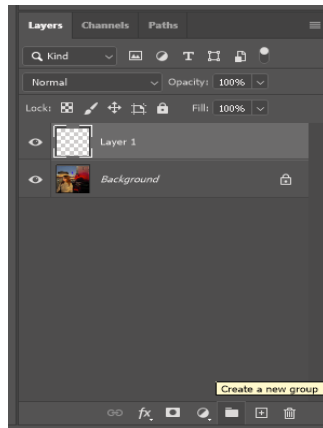 Layers Channels Paths
Kind
Normal Opacity: 100%
Lock: Fill: 100%
Layer 1
Background
Create a new group
fx